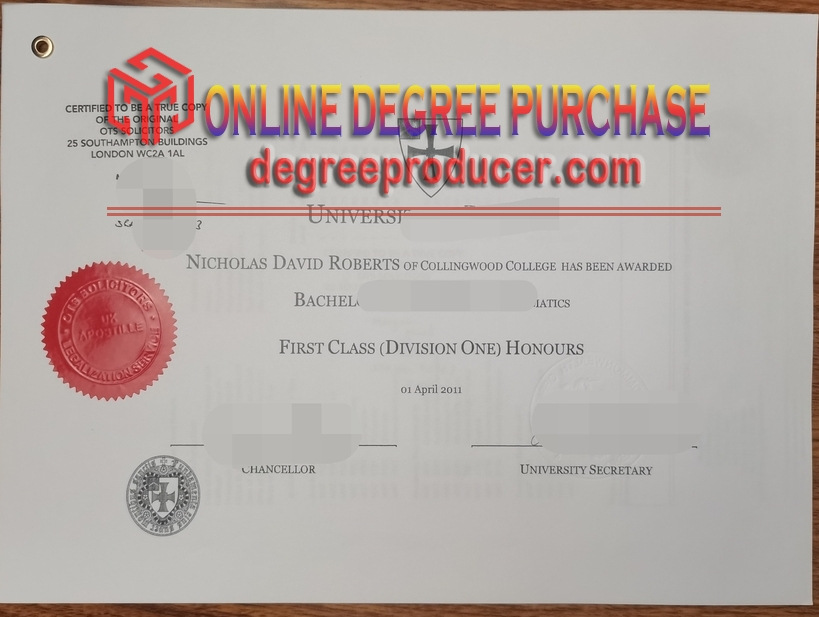 CERTIFIED TO BE A TRUE COPY
OF THE ORIGINAL
OTS SOLICITORS
25 SOUTHAMPTON BUILDINGS
LONDON WC2A 1AL
ONLINE DEGREE PURCHASE
degreeproducer.com
NICHOLAS DAVID ROBERTS OF COLLINGWOOD COLLEGE HAS BEEN AWARDED
FIRST CLASS (DIVISION ONE) HONOURS
01 April 2011
OTS SOLICITORS
UK
APOSTILLE
LEGALIZATION SERVICE
CHANCELLOR
UNIVERSITY SECRETARY